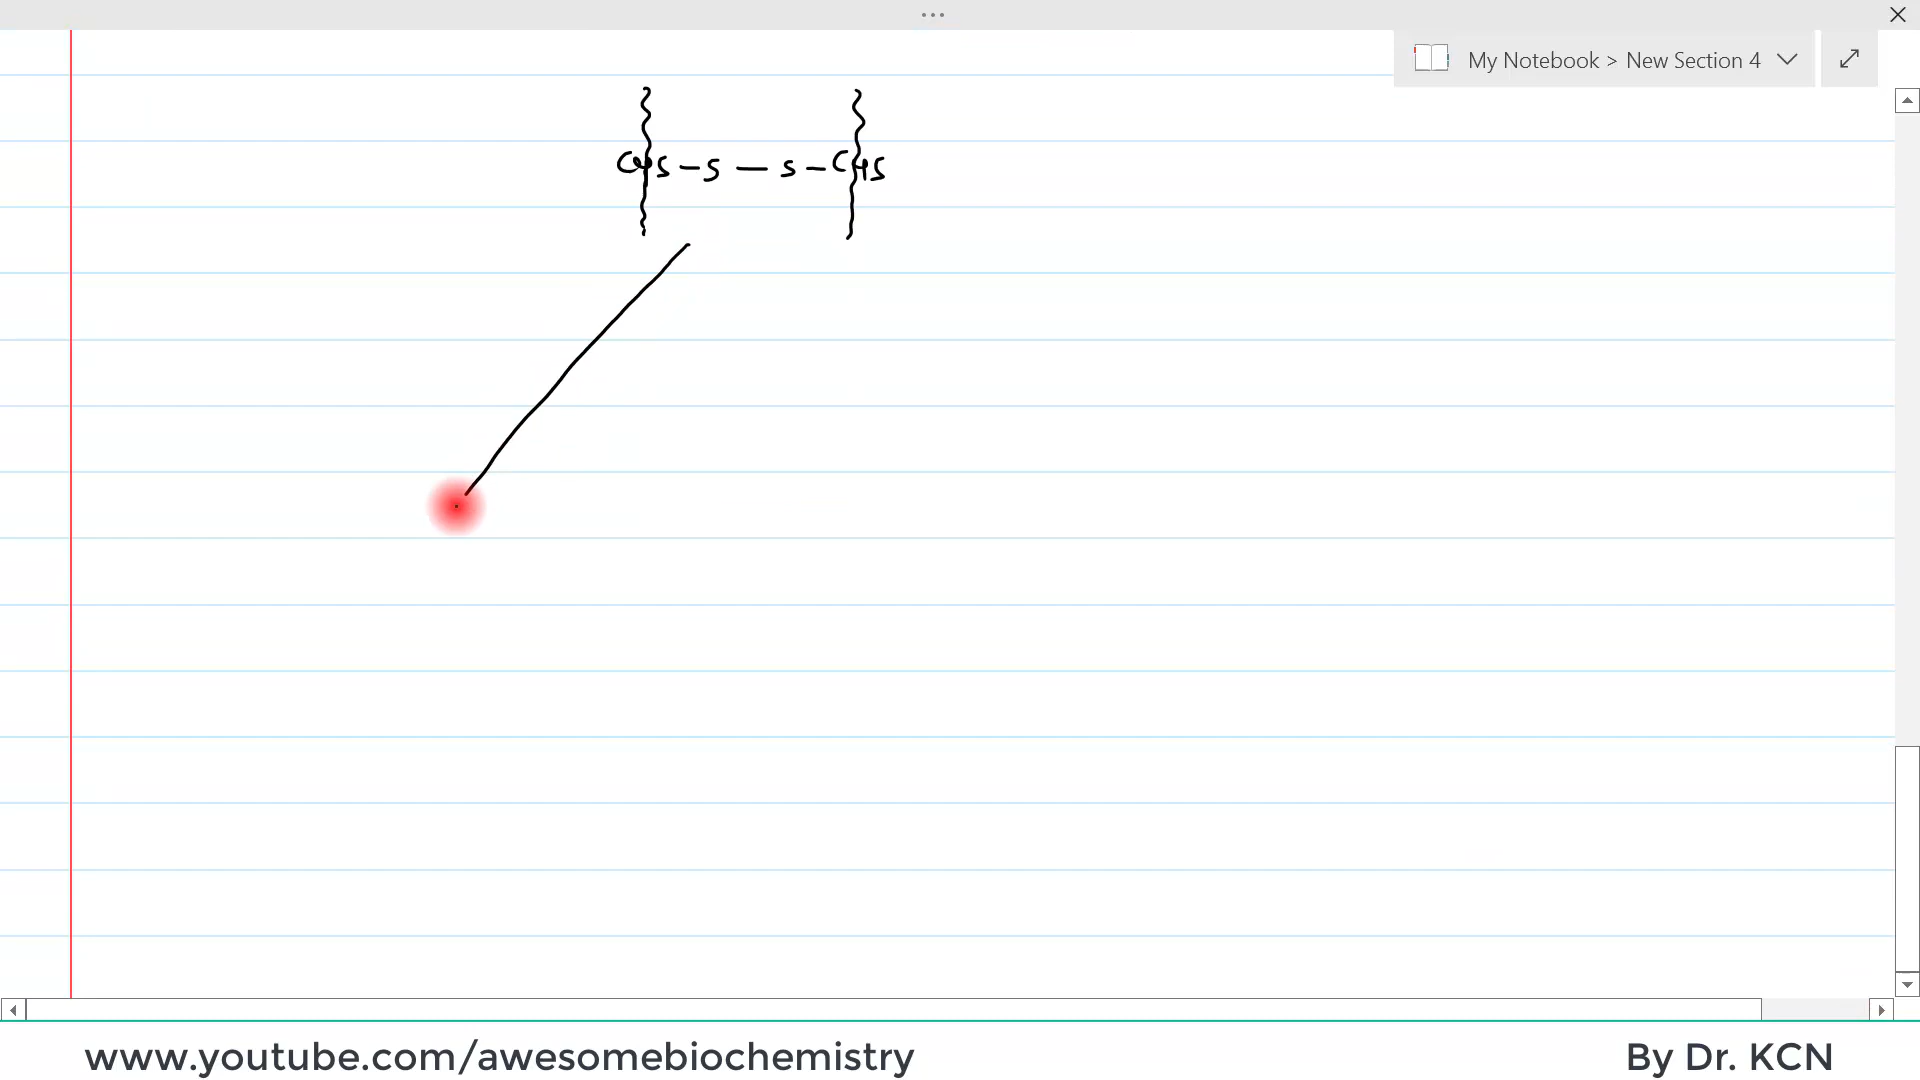 My Notebook > New Section 4
Cys – S — S – Cys
www.youtube.com/awesomebiochemistry
By Dr. KCN